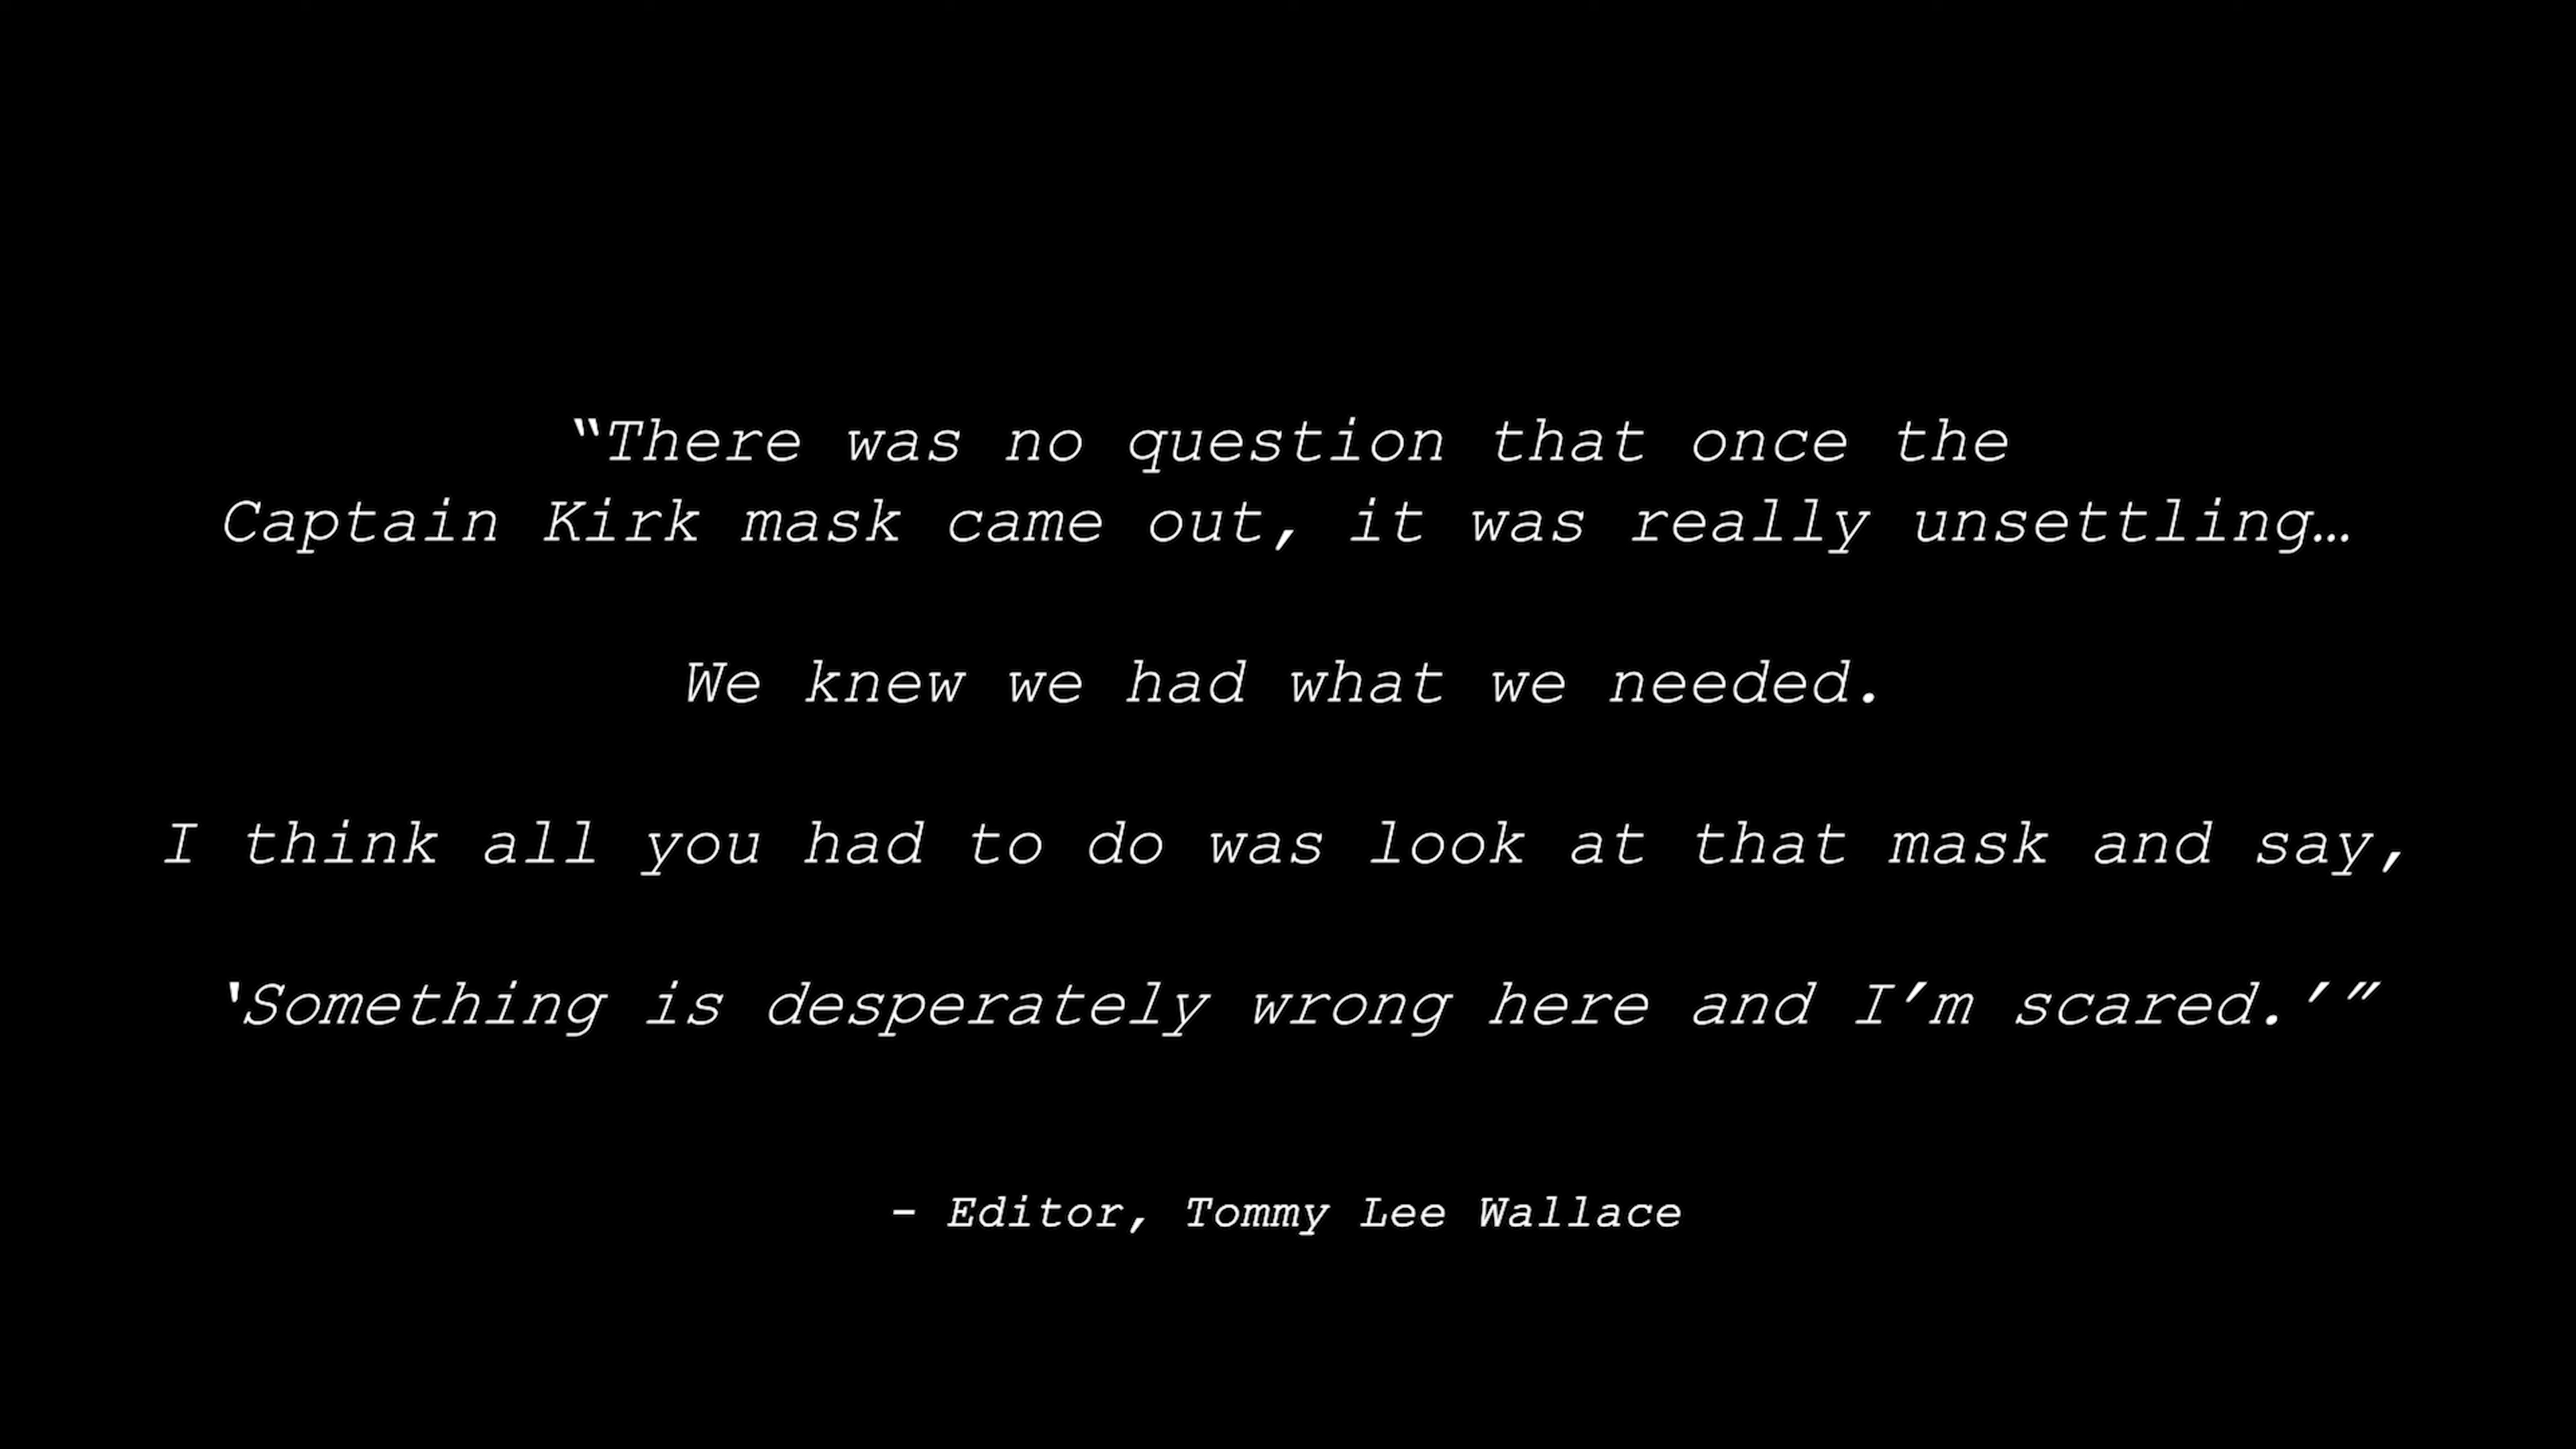 “There was no question that once the
Captain Kirk mask came out, it was really unsettling…
We knew we had what we needed.
I think all you had to do was look at that mask and say,
‘Something is desperately wrong here and I’m scared.’”
- Editor, Tommy Lee Wallace